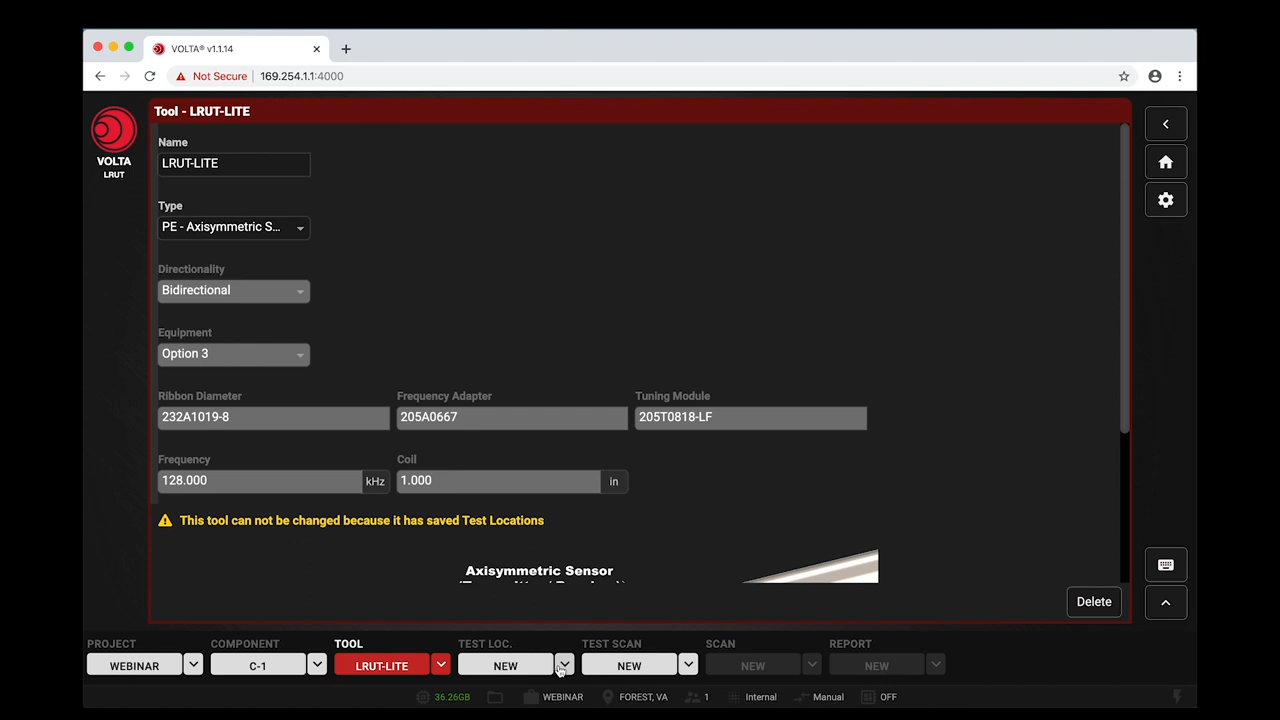 VOLTA® v1.1.14
Not Secure 169.254.1.1:4000
VOLTA
LRUT
Tool - LRUT-LITE
Name
LRUT-LITE
Type
PE - Axisymmetric S...
Directionality
Bidirectional
Equipment
Option 3
Ribbon Diameter Frequency Adapter Tuning Module
232A1019-8 205A0667 205T0818-LF
Frequency Coil
128.000 kHz 1.000 in
This tool can not be changed because it has saved Test Locations
Axisymmetric Sensor
Delete
PROJECT COMPONENT TOOL TEST LOC. TEST SCAN SCAN REPORT
WEBINAR C-1 LRUT-LITE NEW NEW NEW NEW
36.26GB WEBINAR FOREST, VA 1 Internal Manual OFF